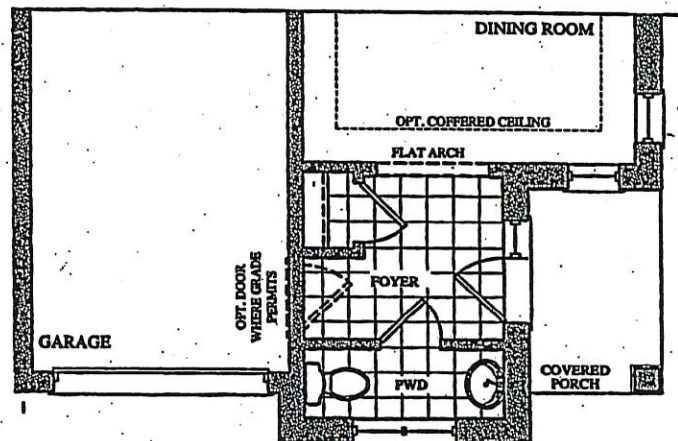 DINING ROOM
OPT. COFFERED CEILING
FLAT ARCH
OPT. DOOR
WHERE GRADE
PERMITS
FOYER
GARAGE
PWD
COVERED
PORCH